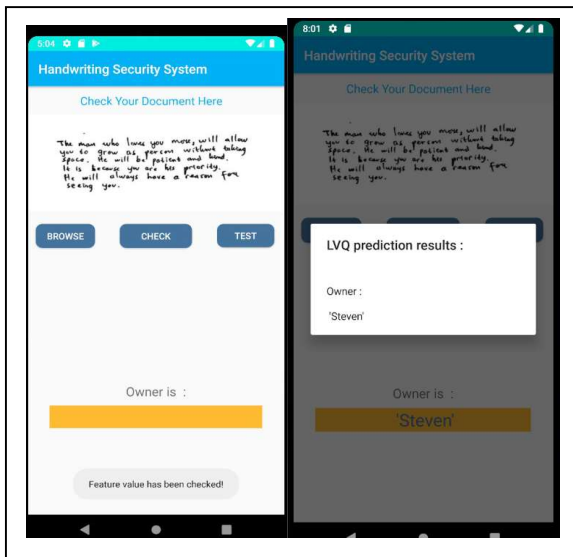 5:04
Handwriting Security System
Check Your Document Here
The man who loves you more, will allow
you to grow as person without taking
space. He will be patient and kind.
It is because you are his priority.
He will always have a reason for
seeing you.
BROWSE CHECK TEST
Owner is :
Feature value has been checked!
8:01
Handwriting Security System
Check Your Document Here
The man who loves you more, will allow
you to grow as person without taking
space. He will be patient and kind.
It is because you are his priority.
He will always have a reason for
seeing you.
LVQ prediction results :
Owner :
'Steven'
Owner is :
'Steven'